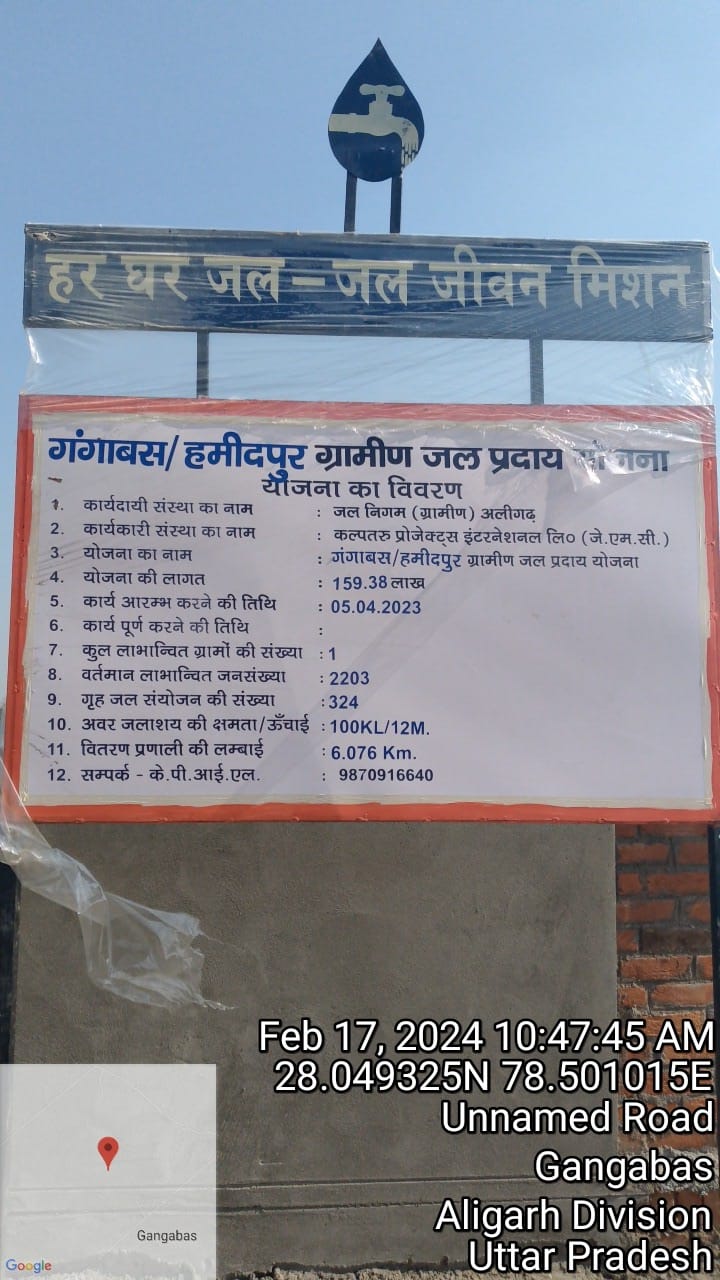 हर घर जल – जल जीवन मिशन
गंगाबस/हमीदपुर ग्रामीण जल प्रदाय योजना
योजना का विवरण
1. कार्यदायी संस्था का नाम : जल निगम (ग्रामीण) अलीगढ़
2. कार्यकारी संस्था का नाम : कल्पतरु प्रोजेक्ट्स इंटरनेशनल लि० (जे.एम.सी.)
3. योजना का नाम : गंगाबस/हमीदपुर ग्रामीण जल प्रदाय योजना
4. योजना की लागत : 159.38 लाख
5. कार्य आरम्भ करने की तिथि : 05.04.2023
6. कार्य पूर्ण करने की तिथि :
7. कुल लाभान्वित ग्रामों की संख्या : 1
8. वर्तमान लाभान्वित जनसंख्या : 2203
9. गृह जल संयोजन की संख्या : 324
10. अवर जलाशय की क्षमता/ऊँचाई : 100KL/12M.
11. वितरण प्रणाली की लम्बाई : 6.076 Km.
12. सम्पर्क - के.पी.आई.एल. : 9870916640
Feb 17, 2024 10:47:45 AM
28.049325N 78.501015E
Unnamed Road
Gangabas
Aligarh Division
Uttar Pradesh
Gangabas
Google